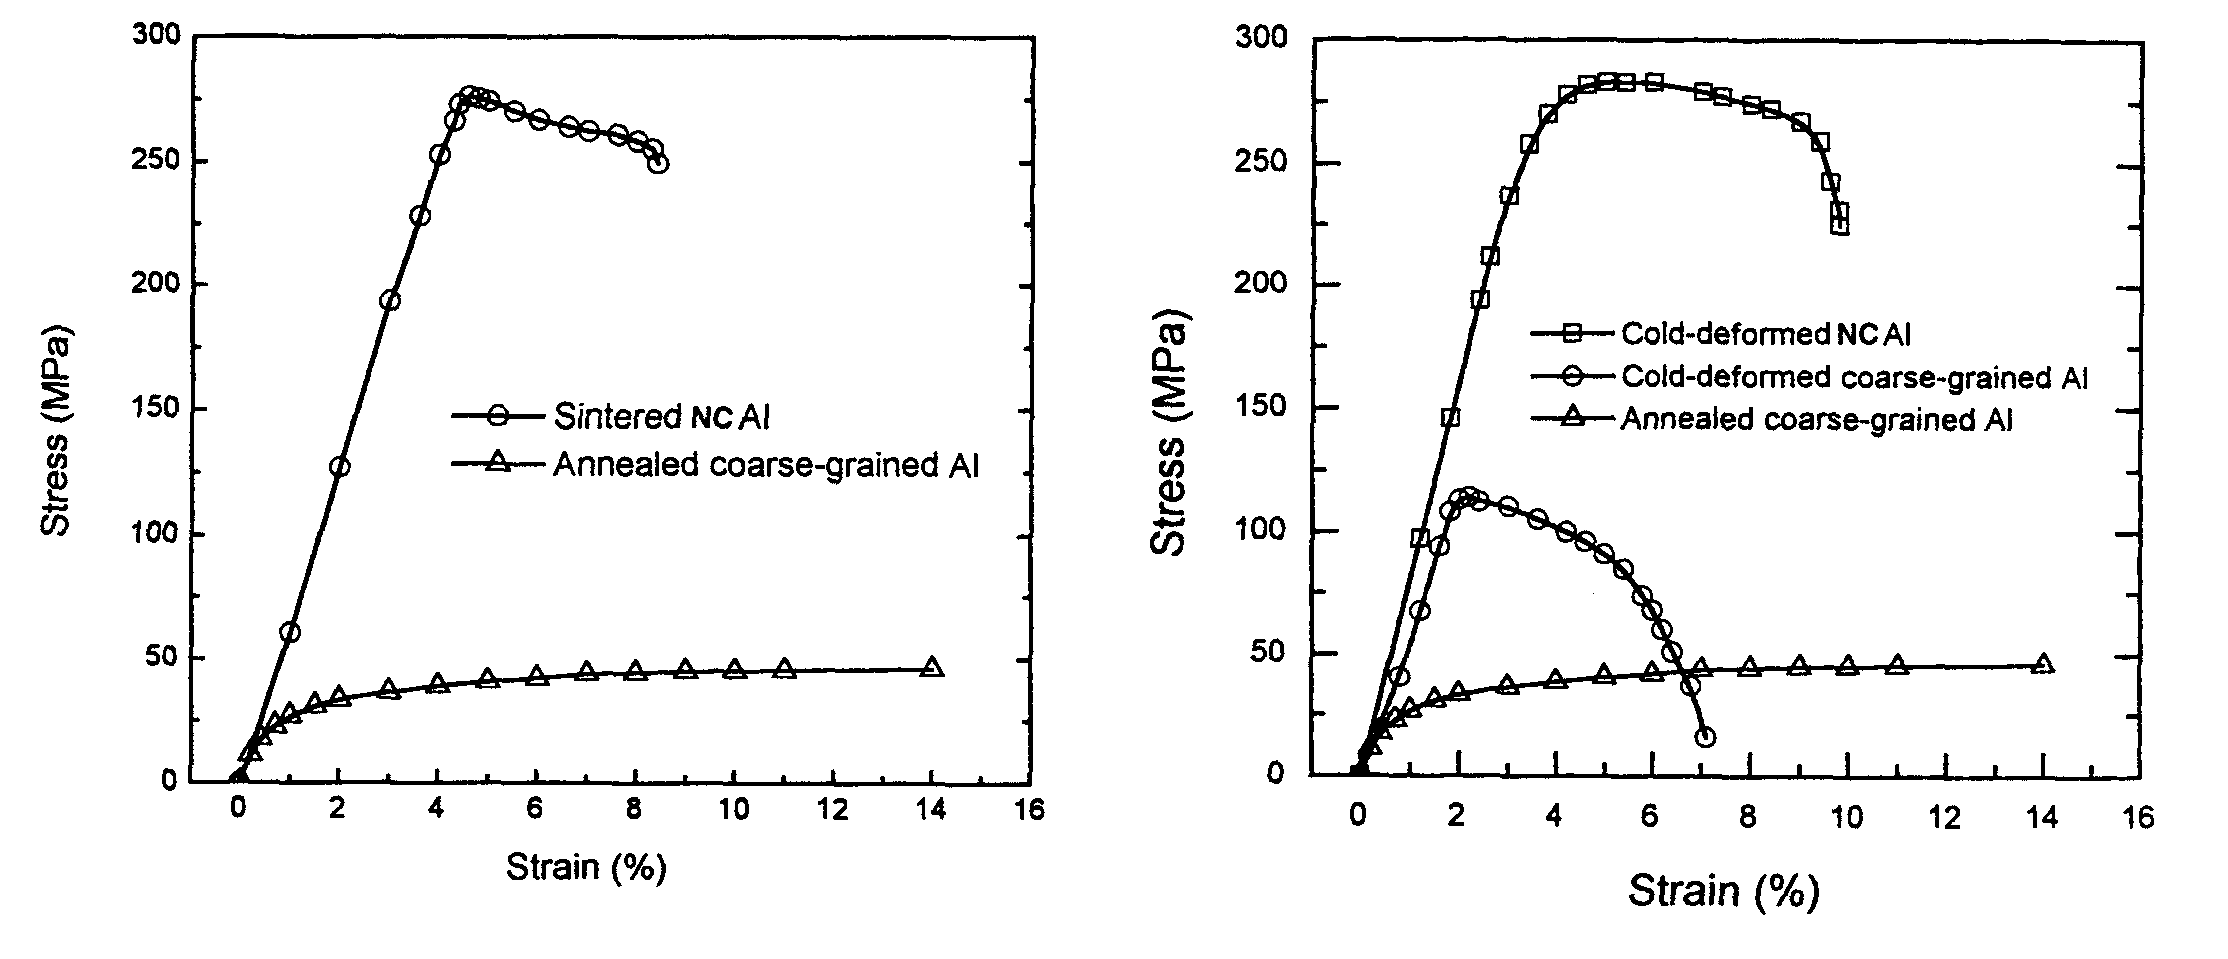 300
250
200
150
100
50
0
Stress (MPa)
Sintered NC Al
Annealed coarse-grained Al
0 2 4 6 8 10 12 14 16
Strain (%)
300
250
200
150
100
50
0
Stress (MPa)
Cold-deformed NC Al
Cold-deformed coarse-grained Al
Annealed coarse-grained Al
0 2 4 6 8 10 12 14 16
Strain (%)